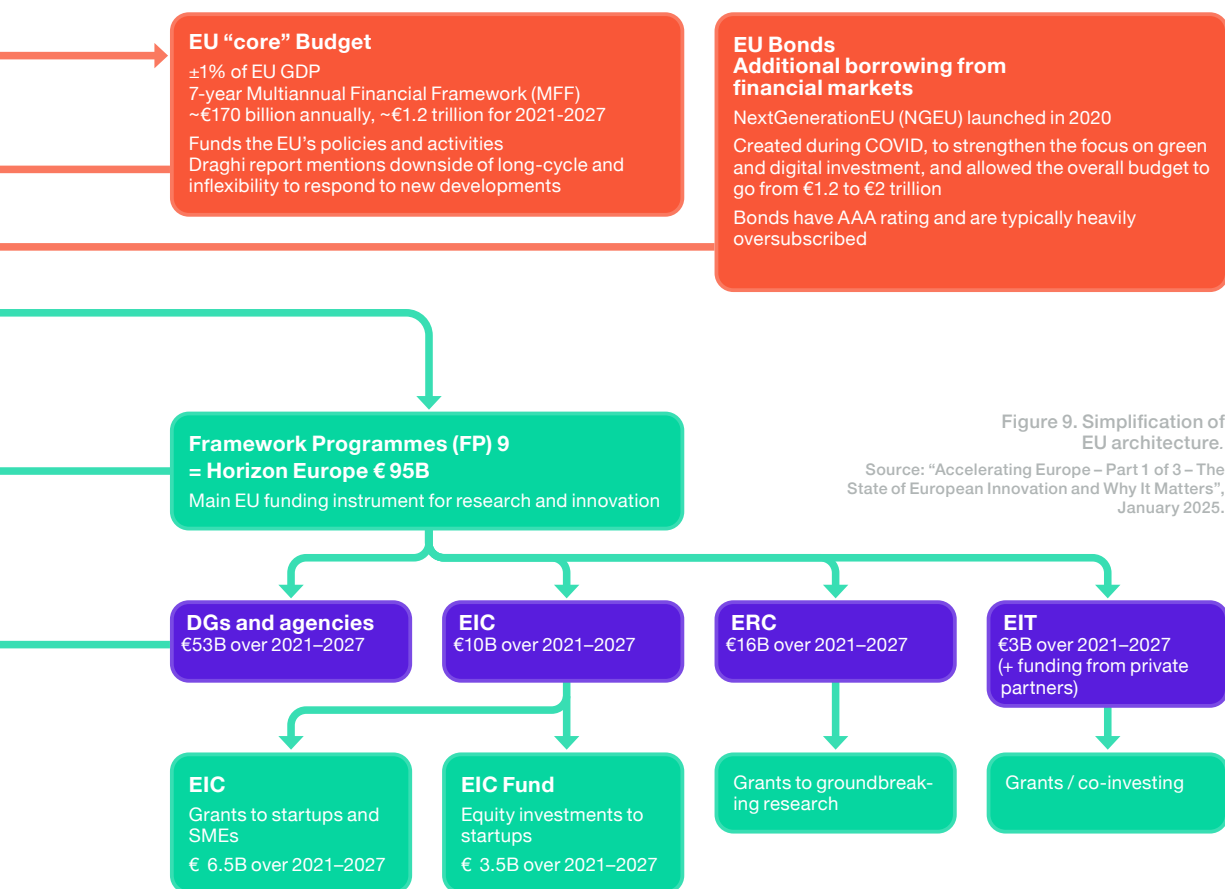 EU “core” Budget
±1% of EU GDP
7-year Multiannual Financial Framework (MFF)
~€170 billion annually, ~€1.2 trillion for 2021-2027
Funds the EU’s policies and activities
Draghi report mentions downside of long-cycle and
inflexibility to respond to new developments
EU Bonds
Additional borrowing from
financial markets
NextGenerationEU (NGEU) launched in 2020
Created during COVID, to strengthen the focus on green
and digital investment, and allowed the overall budget to
go from €1.2 to €2 trillion
Bonds have AAA rating and are typically heavily
oversubscribed
Framework Programmes (FP) 9
= Horizon Europe € 95B
Main EU funding instrument for research and innovation
Figure 9. Simplification of
EU architecture.
Source: “Accelerating Europe – Part 1 of 3 – The
State of European Innovation and Why It Matters”,
January 2025.
DGs and agencies
€53B over 2021–2027
EIC
€10B over 2021–2027
ERC
€16B over 2021–2027
EIT
€3B over 2021–2027
(+ funding from private
partners)
EIC
Grants to startups and
SMEs
€ 6.5B over 2021–2027
EIC Fund
Equity investments to
startups
€ 3.5B over 2021–2027
Grants to groundbreak-
ing research
Grants / co-investing